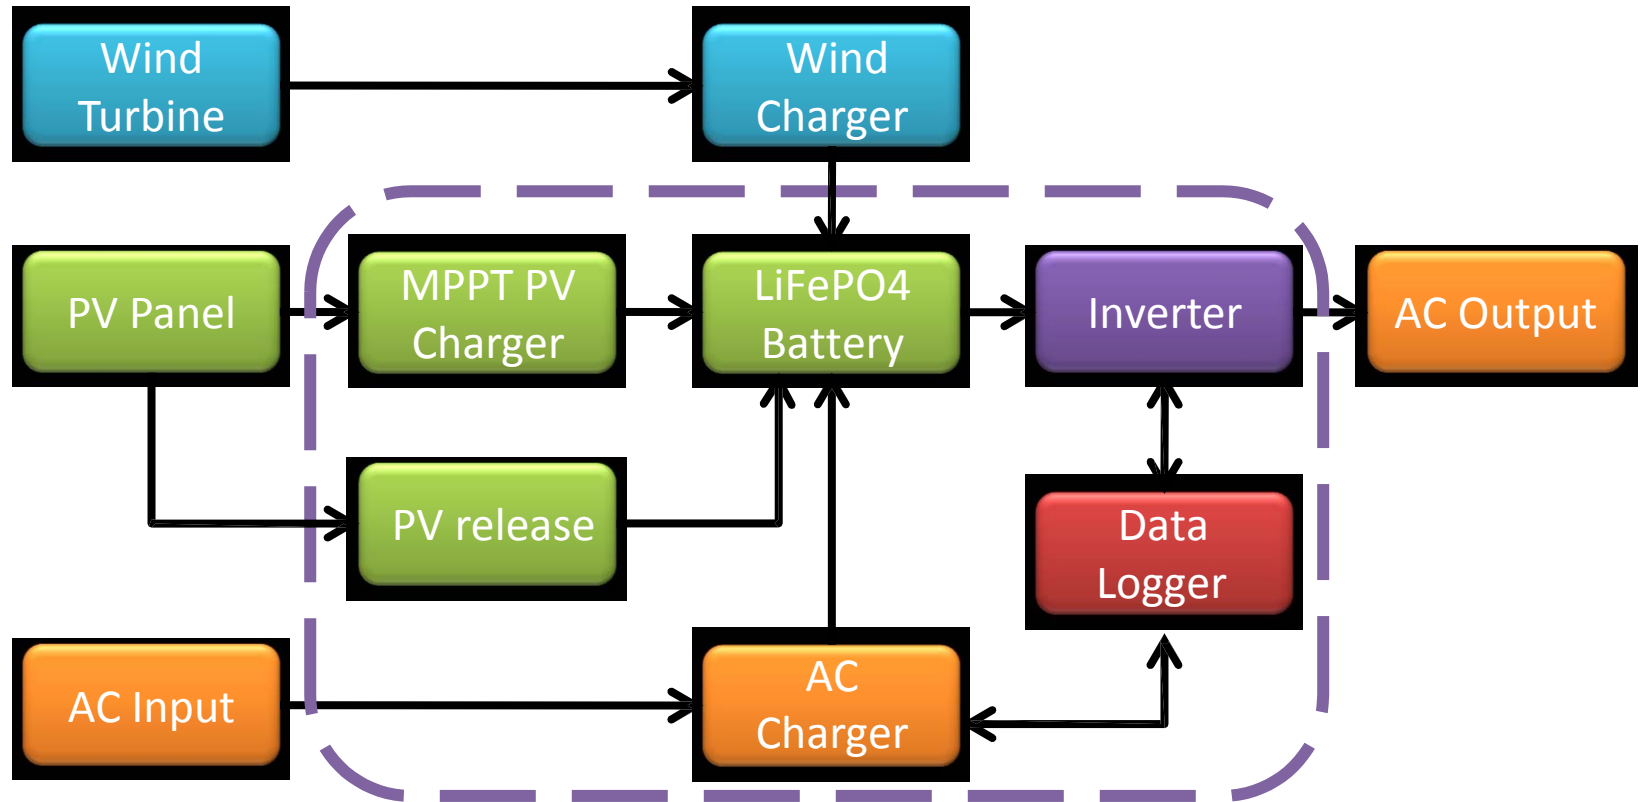 Wind
Turbine
Wind
Charger
PV Panel
MPPT PV
Charger
LiFePO4
Battery
Inverter
AC Output
PV release
Data
Logger
AC Input
AC
Charger